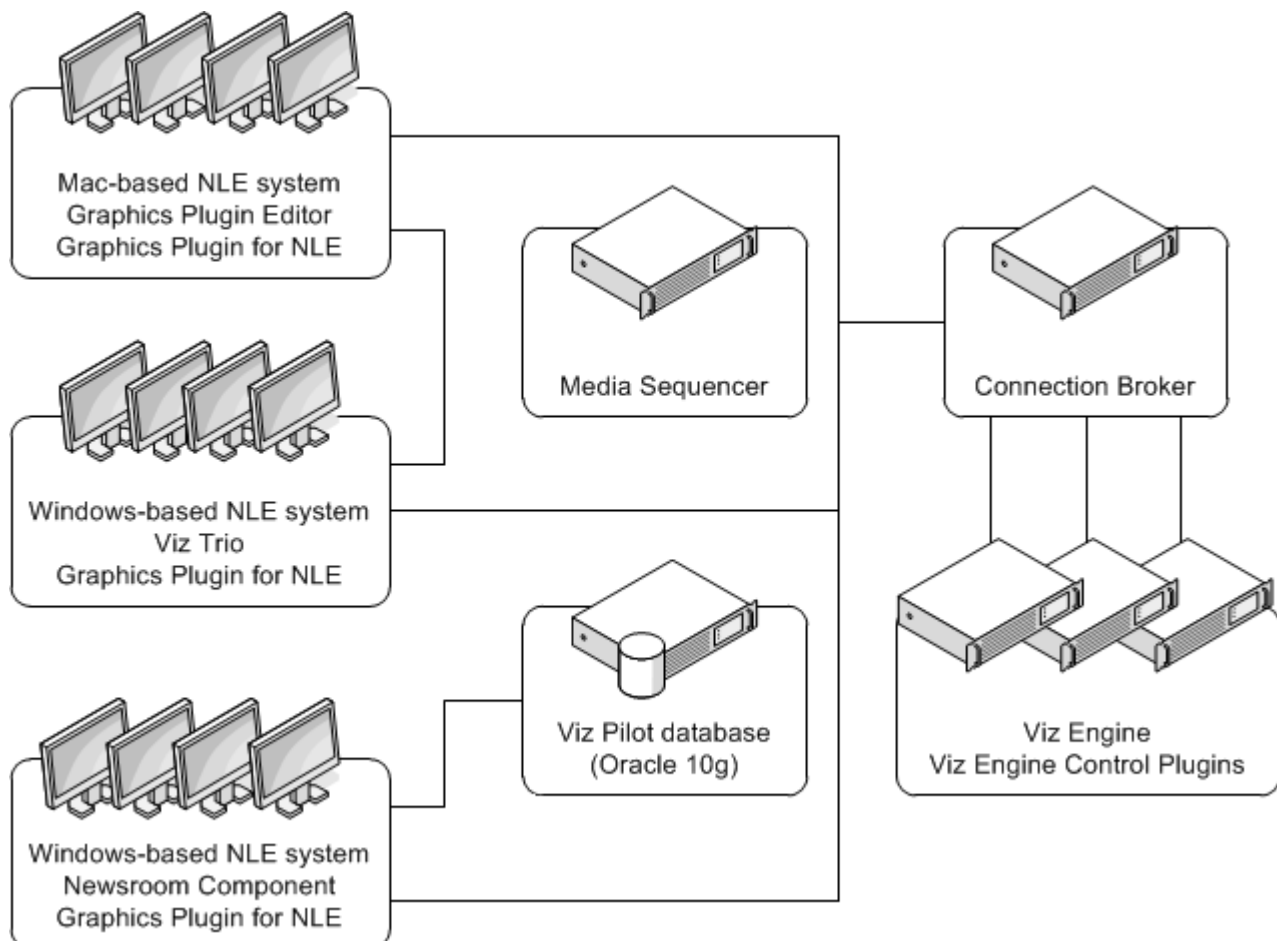 Mac-based NLE system
Graphics Plugin Editor
Graphics Plugin for NLE
Media Sequencer
Connection Broker
Windows-based NLE system
Viz Trio
Graphics Plugin for NLE
Viz Pilot database
(Oracle 10g)
Viz Engine
Viz Engine Control Plugins
Windows-based NLE system
Newsroom Component
Graphics Plugin for NLE